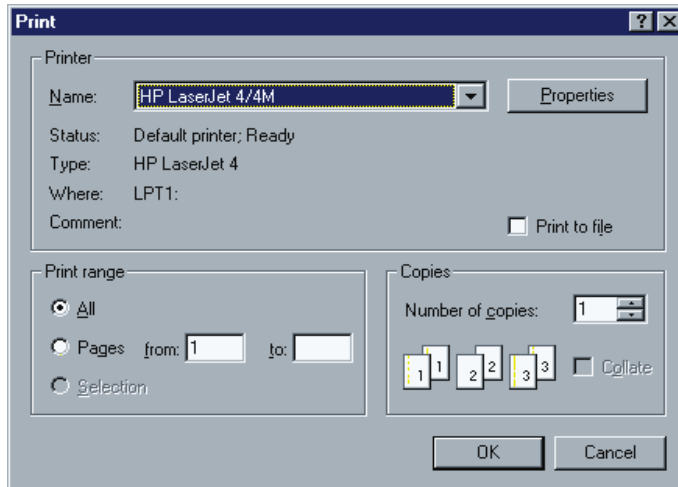 Print
Printer
Name: HP LaserJet 4/4M Properties
Status: Default printer; Ready
Type: HP LaserJet 4
Where: LPT1:
Comment: Print to file
Print range
All
Pages from: 1 to:
Selection
Copies
Number of copies: 1
1 1 2 2 3 3 Collate
OK Cancel